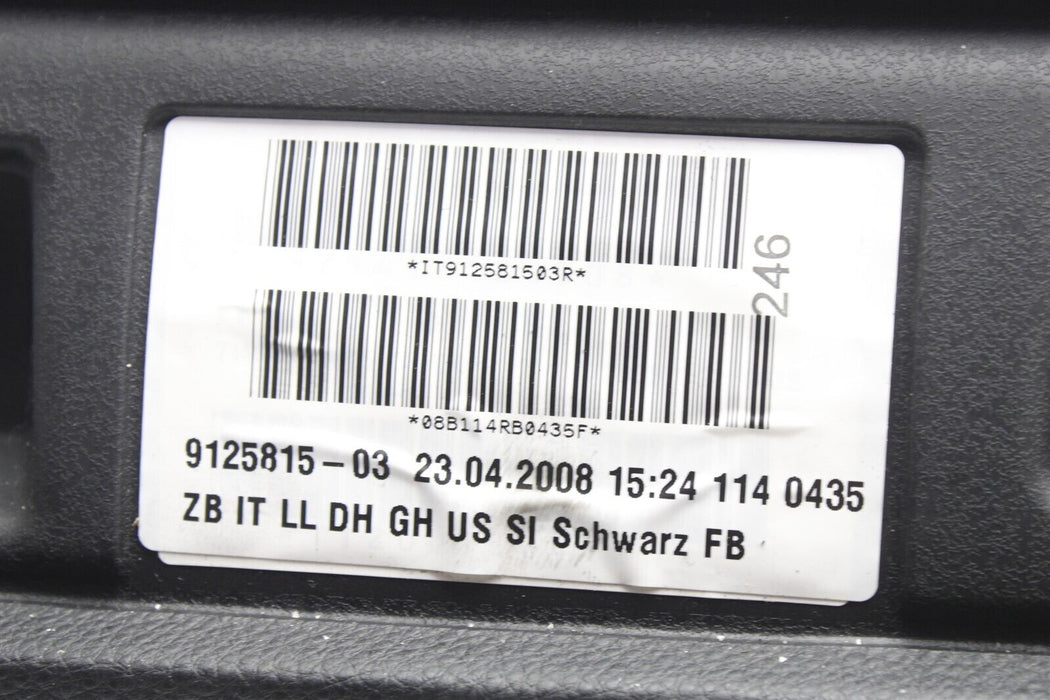 *IT912581503R*
246
*08B114RB0435F*
9125815-03 23.04.2008 15:24 114 0435
ZB IT LL DH GH US SI Schwarz FB